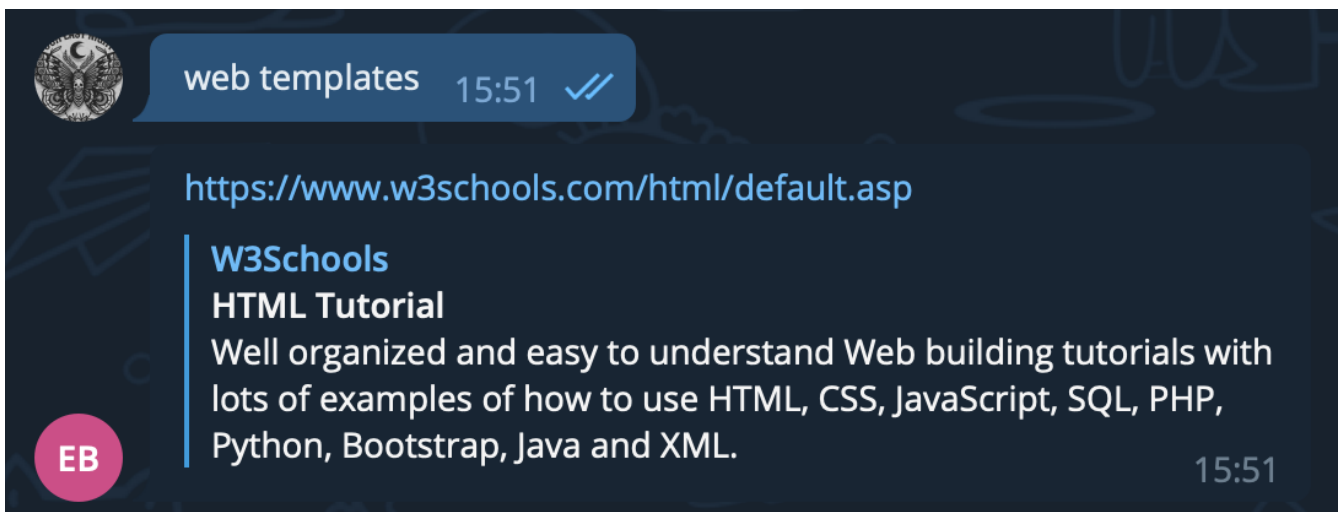 web templates
15:51
https://www.w3schools.com/html/default.asp
W3Schools
HTML Tutorial
Well organized and easy to understand Web building tutorials with
lots of examples of how to use HTML, CSS, JavaScript, SQL, PHP,
Python, Bootstrap, Java and XML.
EB
15:51